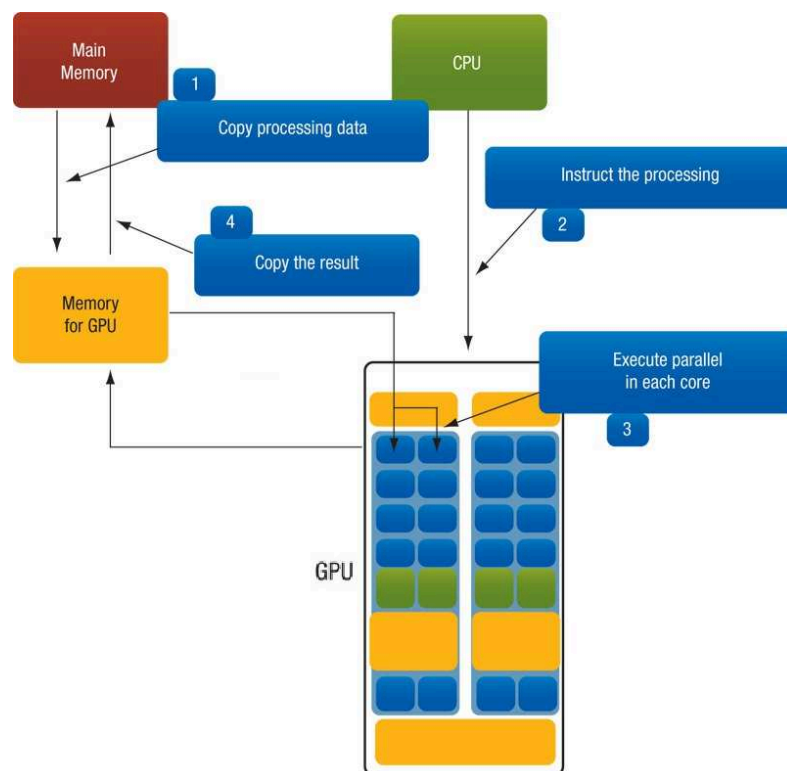 Main
Memory
CPU
1
Copy processing data
Instruct the processing
2
4
Copy the result
Memory
for GPU
Execute parallel
in each core
3
GPU